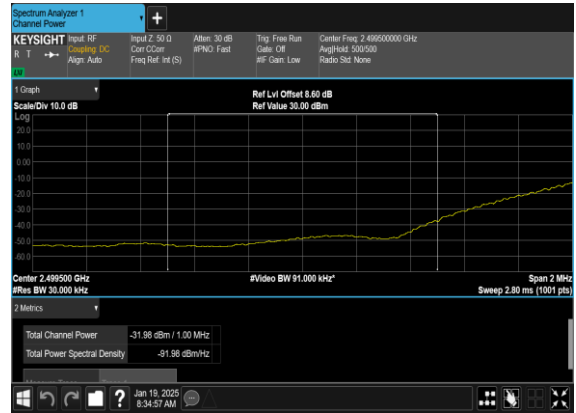 Spectrum Analyzer 1
Channel Power
▼
+
KEYSIGHT
R T
LXI
Input: RF
Coupling: DC
Align: Auto
Input Z: 50 Ω
Corr CCorr
Freq Ref: Int (S)
Atten: 30 dB
#PNO: Fast
Trig: Free Run
Gate: Off
#IF Gain: Low
Center Freq: 2.499500000 GHz
Avg|Hold: 500/500
Radio Std: None
1 Graph ▼
Scale/Div 10.0 dB
Ref Lvl Offset 8.60 dB
Ref Value 30.00 dBm
Log
20.0
10.0
0.00
-10.0
-20.0
-30.0
-40.0
-50.0
-60.0
Center 2.499500 GHz #Video BW 91.000 kHz* Span 2 MHz
#Res BW 30.000 kHz Sweep 2.80 ms (1001 pts)
2 Metrics ▼
Total Channel Power -31.98 dBm / 1.00 MHz
Total Power Spectral Density -91.98 dBm/Hz
?
Jan 19, 2025
8:34:57 AM